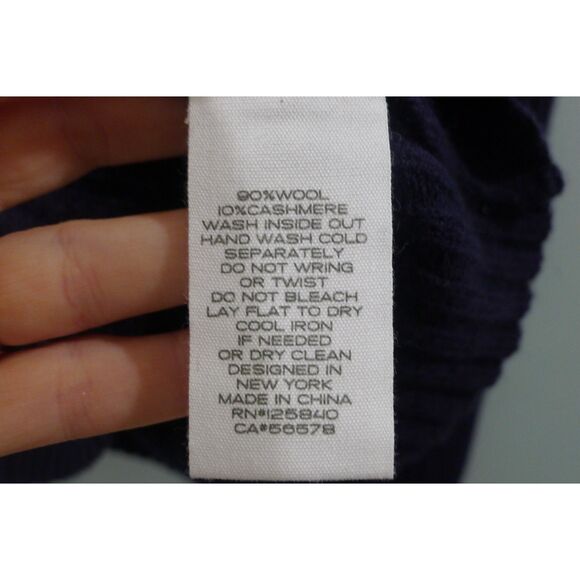 90%WOOL
10%CASHMERE
WASH INSIDE OUT
HAND WASH COLD
SEPARATELY
DO NOT WRING
OR TWIST
DO NOT BLEACH
LAY FLAT TO DRY
COOL IRON
IF NEEDED
OR DRY CLEAN
DESIGNED IN
NEW YORK
MADE IN CHINA
RN#125840
CA#56578